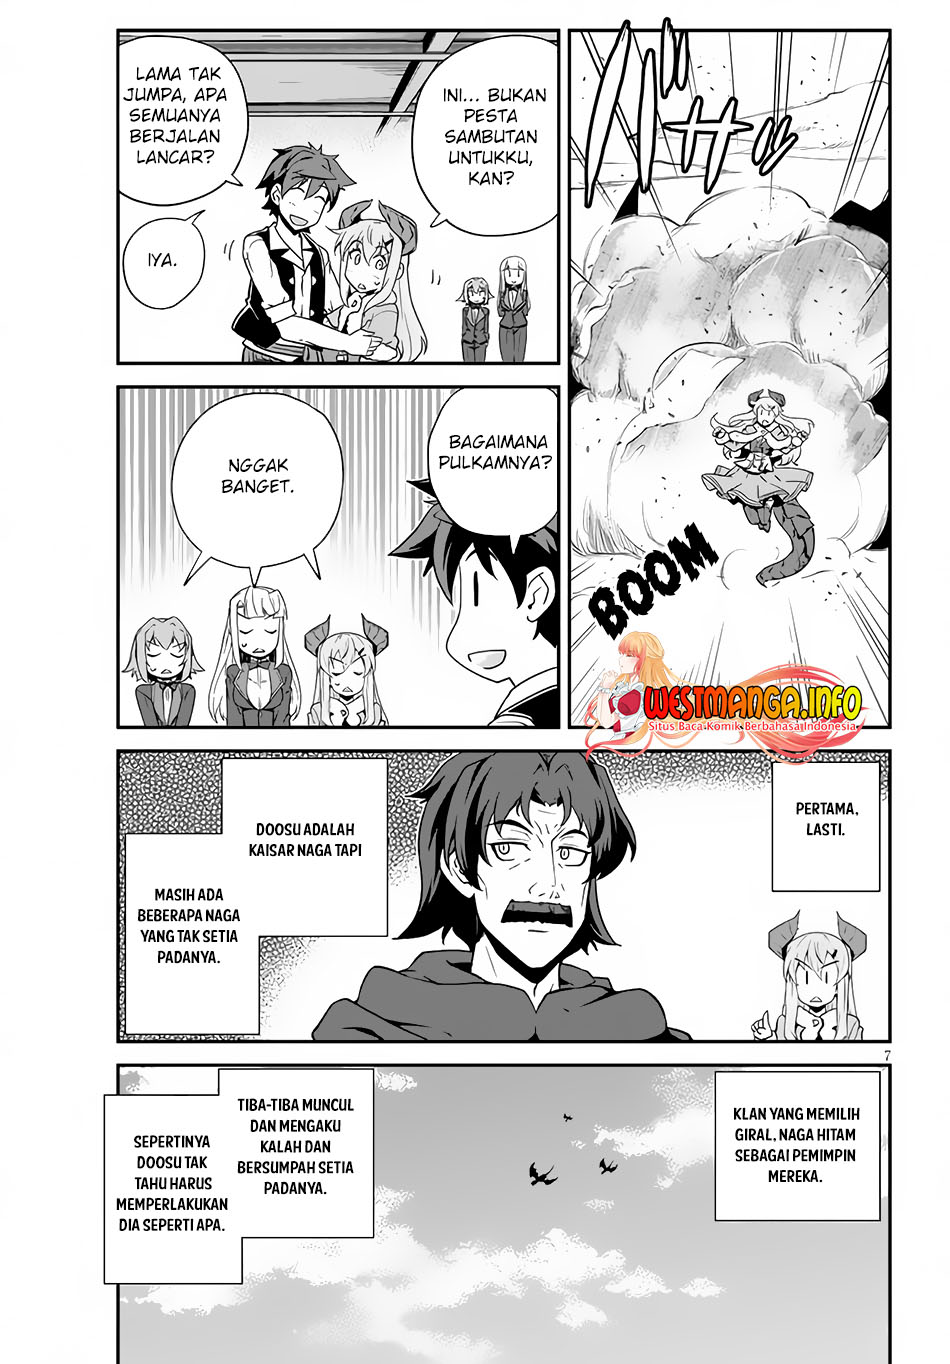 バサッ
BOOM
INI... BUKAN
PESTA
SAMBUTAN
UNTUKKU,
KAN?
LAMA TAK
JUMPA, APA
SEMUANYA
BERJALAN
LANCAR?
IYA.
BAGAIMANA
PULKAMNYA?
NGGAK
BANGET.
WESTMANGA.INFO
Situs Baca Komik Berbahasa Indonesia
PERTAMA,
LASTI.
DOOSU ADALAH
KAISAR NAGA TAPI
MASIH ADA
BEBERAPA NAGA
YANG TAK SETIA
PADANYA.
7
KLAN YANG MEMILIH
GIRAL, NAGA HITAM
SEBAGAI PEMIMPIN
MEREKA.
TIBA-TIBA MUNCUL
DAN MENGAKU
KALAH DAN
BERSUMPAH SETIA
PADANYA.
SEPERTINYA
DOOSU TAK
TAHU HARUS
MEMPERLAKUKAN
DIA SEPERTI APA.